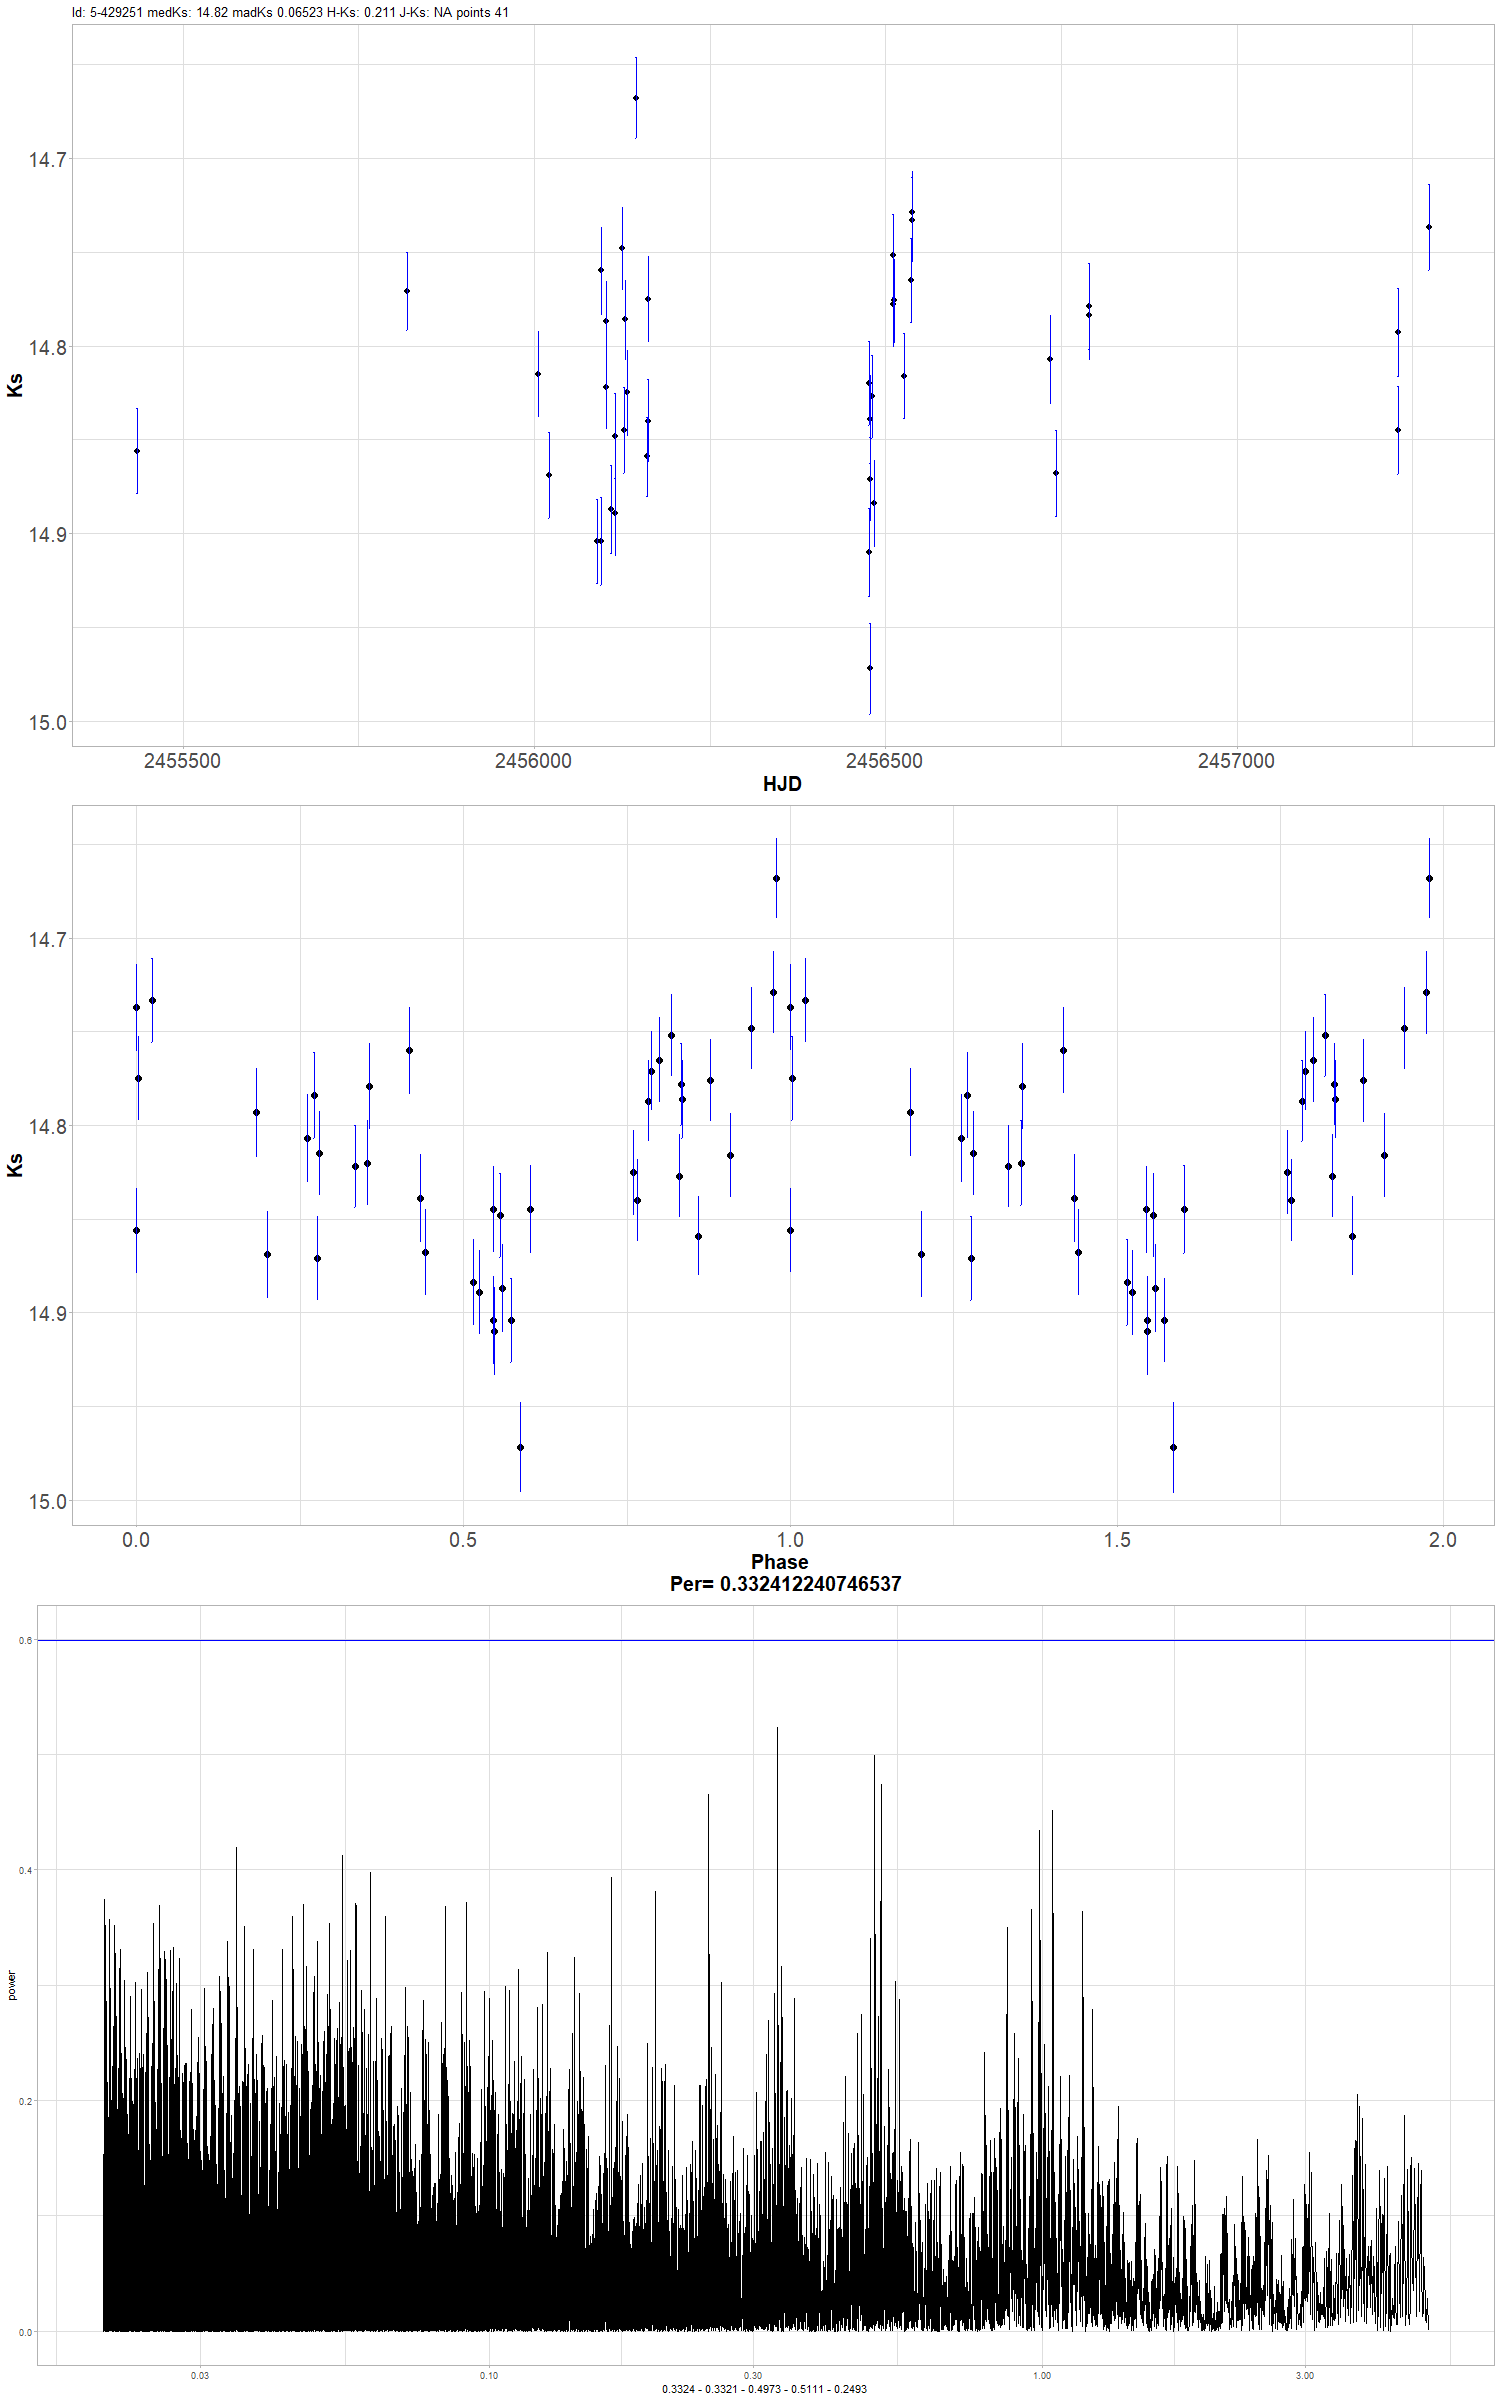 Id: 5-429251 medKs: 14.82 madKs 0.06523 H-Ks: 0.211 J-Ks: NA points 41
14.7
14.8
14.9
15.0
Ks
2455500 2456000 2456500 2457000
HJD
14.7
14.8
14.9
15.0
Ks
0.0 0.5 1.0 1.5 2.0
Phase
Per= 0.332412240746537
0.6
0.4
0.2
0.0
power
0.03 0.10 0.30 1.00 3.00
0.3324 - 0.3321 - 0.4973 - 0.5111 - 0.2493